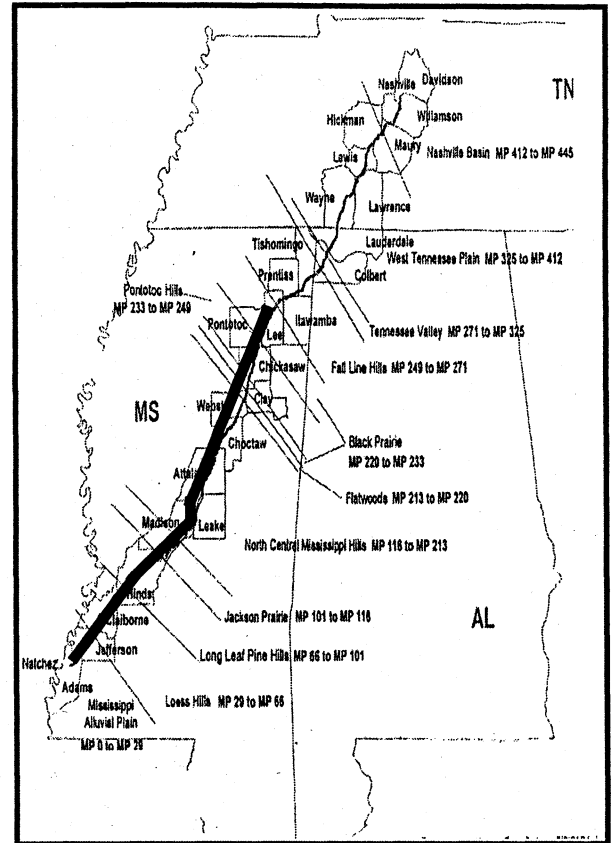 Nashville
Davidson
TN
Hickman
Williamson
Maury
Lewis
Nashville Basin MP 412 to MP 445
Wayne
Lawrence
Lauderdale
Tishomingo
West Tennessee Plain MP 325 to MP 412
Colbert
Prentiss
Pontotoc Hills
MP 233 to MP 249
Itawamba
Pontotoc
Lee
Tennessee Valley MP 271 to MP 325
Chickasaw
Fall Line Hills MP 249 to MP 271
Clay
MS
Choctaw
Black Prairie
MP 220 to MP 233
Flatwoods MP 213 to MP 220
Madison
Leake
North Central Mississippi Hills MP 116 to MP 213
Hinds
Jackson Prairie MP 101 to MP 116
AL
Claiborne
Jefferson
Long Leaf Pine Hills MP 66 to MP 101
Natchez
Adams
Loess Hills MP 29 to MP 66
Mississippi
Alluvial Plain
MP 0 to MP 29